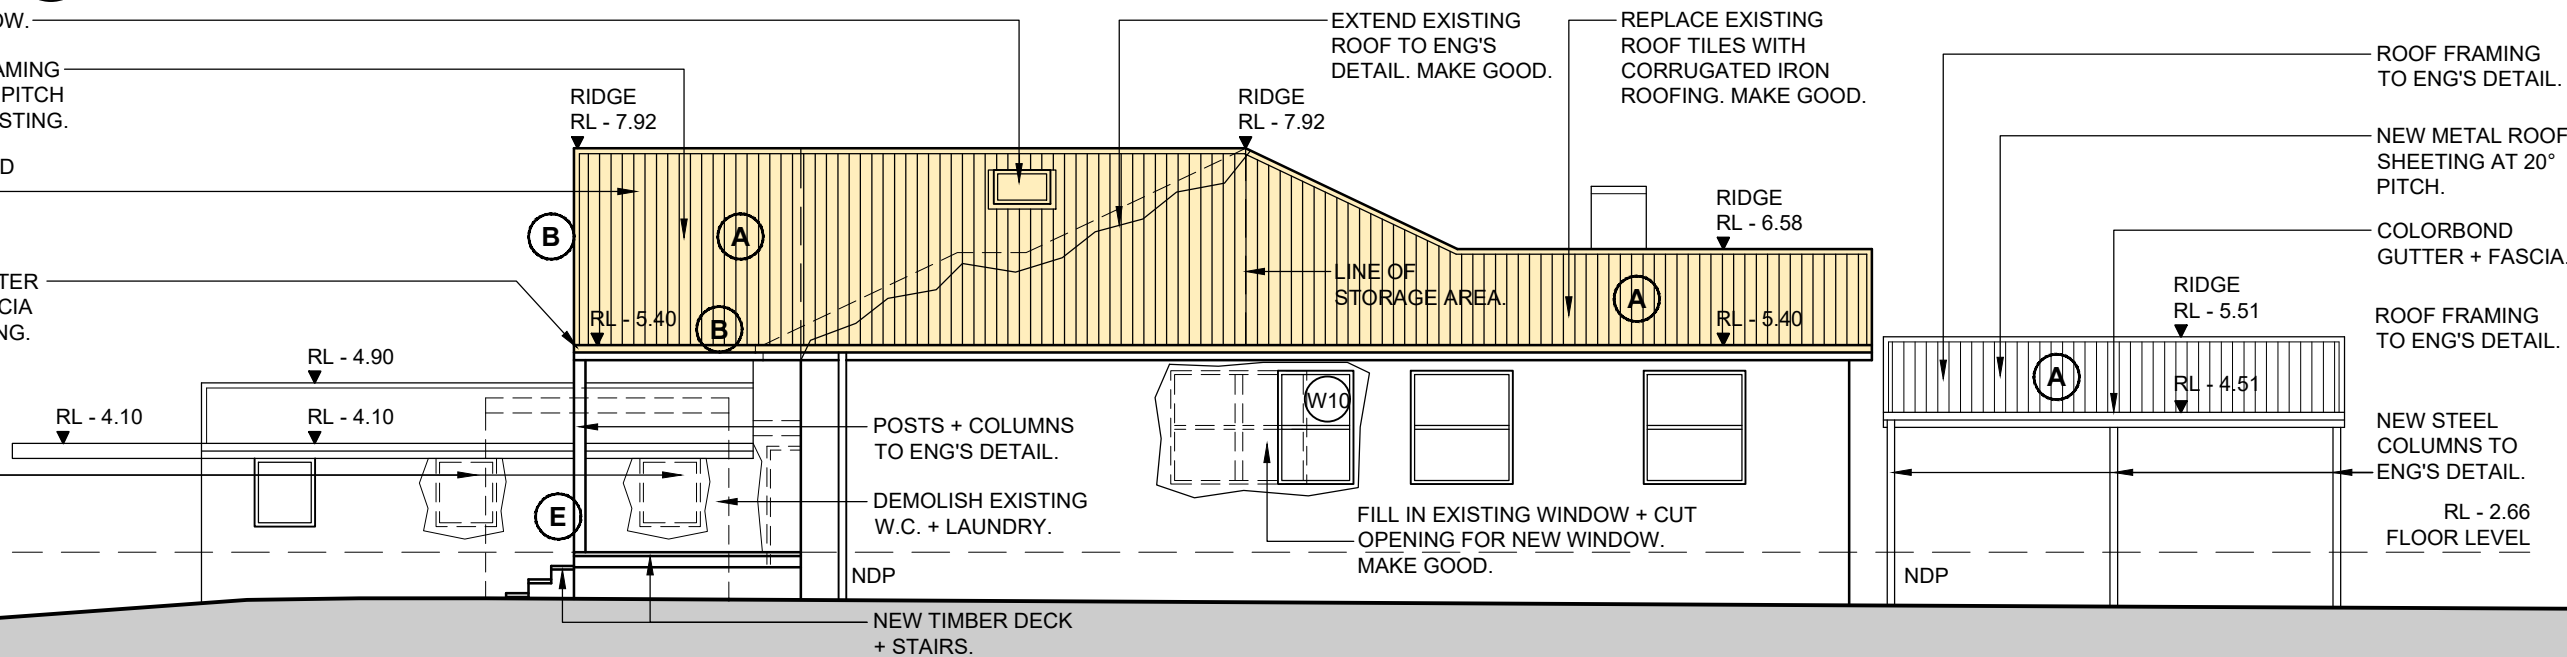 OW.
AMING
PITCH
STING.
D
TER
CIA
NG.
RIDGE
RL - 7.92
EXTEND EXISTING
ROOF TO ENG'S
DETAIL. MAKE GOOD.
RIDGE
RL - 7.92
REPLACE EXISTING
ROOF TILES WITH
CORRUGATED IRON
ROOFING. MAKE GOOD.
RIDGE
RL - 6.58
B
A
LINE OF
STORAGE AREA.
A
RL - 5.40
B
RL - 5.40
RL - 4.90
RL - 4.10
RL - 4.10
W10
POSTS + COLUMNS
TO ENG'S DETAIL.
DEMOLISH EXISTING
W.C. + LAUNDRY.
E
FILL IN EXISTING WINDOW + CUT
OPENING FOR NEW WINDOW.
MAKE GOOD.
NDP
NEW TIMBER DECK
+ STAIRS.
ROOF FRAMING
TO ENG'S DETAIL.
NEW METAL ROOF
SHEETING AT 20°
PITCH.
COLORBOND
GUTTER + FASCIA.
RIDGE
RL - 5.51
ROOF FRAMING
TO ENG'S DETAIL.
A
RL - 4.51
NEW STEEL
COLUMNS TO
ENG'S DETAIL.
RL - 2.66
FLOOR LEVEL
NDP